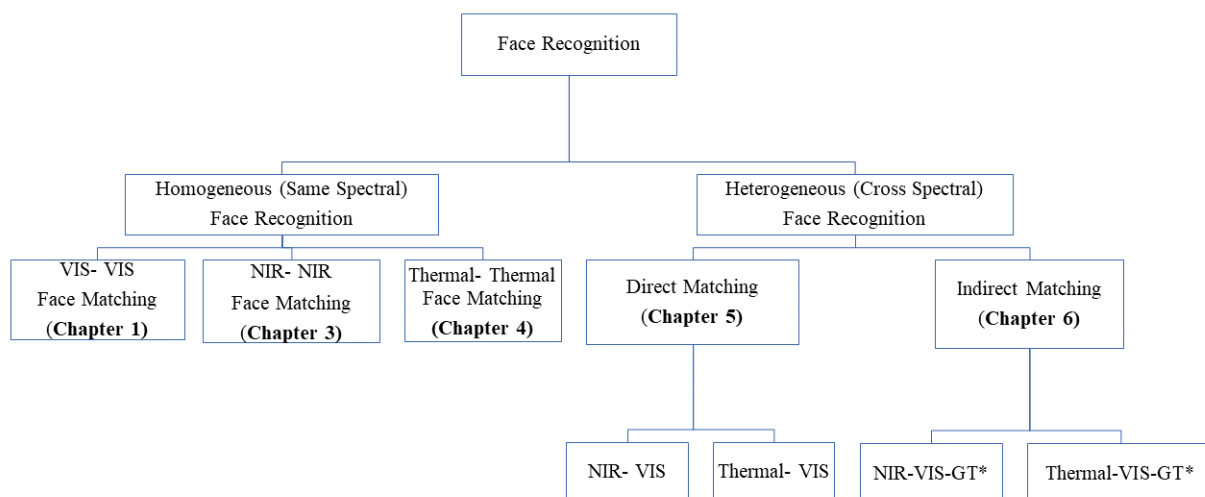 Face Recognition
Homogeneous (Same Spectral)
Face Recognition
Heterogeneous (Cross Spectral)
Face Recognition
VIS- VIS
Face Matching
(Chapter 1)
NIR- NIR
Face Matching
(Chapter 3)
Thermal- Thermal
Face Matching
(Chapter 4)
Direct Matching
(Chapter 5)
Indirect Matching
(Chapter 6)
NIR- VIS
Thermal- VIS
NIR-VIS-GT*
Thermal-VIS-GT*